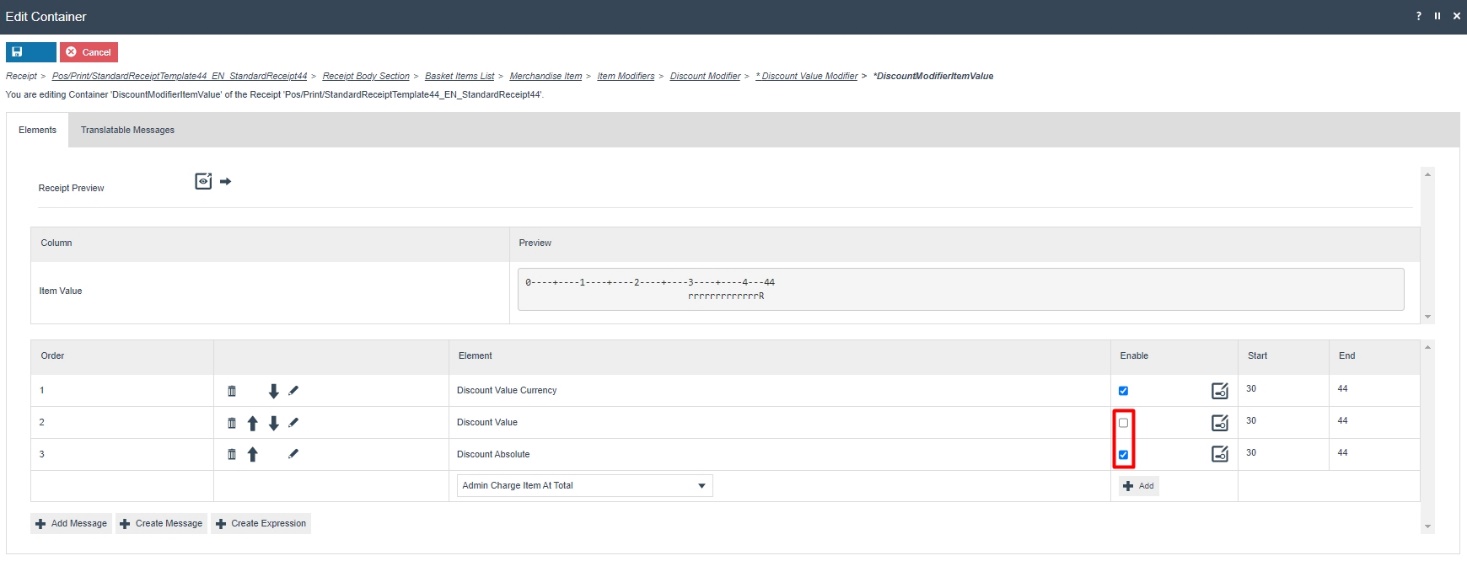 Edit Container
?
Cancel
Receipt > Pos/Print/StandardReceiptTemplate44_EN_StandardReceipt44 > Receipt Body Section > Basket Items List > Merchandise Item > Item Modifiers > Discount Modifier > * Discount Value Modifier > *DiscountModifierItemValue
You are editing Container 'DiscountModifierItemValue' of the Receipt 'Pos/Print/StandardReceiptTemplate44_EN_StandardReceipt44'.
Elements Translatable Messages
Receipt Preview
Column Preview
Item Value
0----+----1----+----2----+----3----+----4---44
rrrrrrrrrrrrrR
Order Element Enable Start End
1 Discount Value Currency 30 44
2 Discount Value 30 44
3 Discount Absolute 30 44
Admin Charge Item At Total Add
Add Message Create Message Create Expression